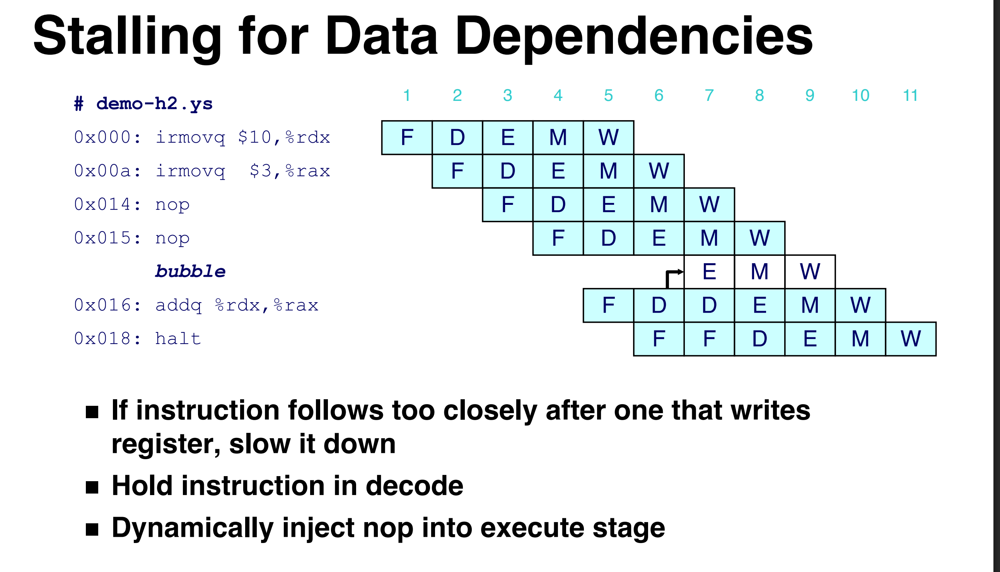 Stalling for Data Dependencies
1 2 3 4 5 6 7 8 9 10 11
# demo-h2.ys
0x000: irmovq $10,%rdx F D E M W
0x00a: irmovq  $3,%rax F D E M W
0x014: nop F D E M W
0x015: nop F D E M W
bubble E M W
0x016: addq %rdx,%rax F D D E M W
0x018: halt F F D E M W
■ If instruction follows too closely after one that writes
register, slow it down
■ Hold instruction in decode
■ Dynamically inject nop into execute stage